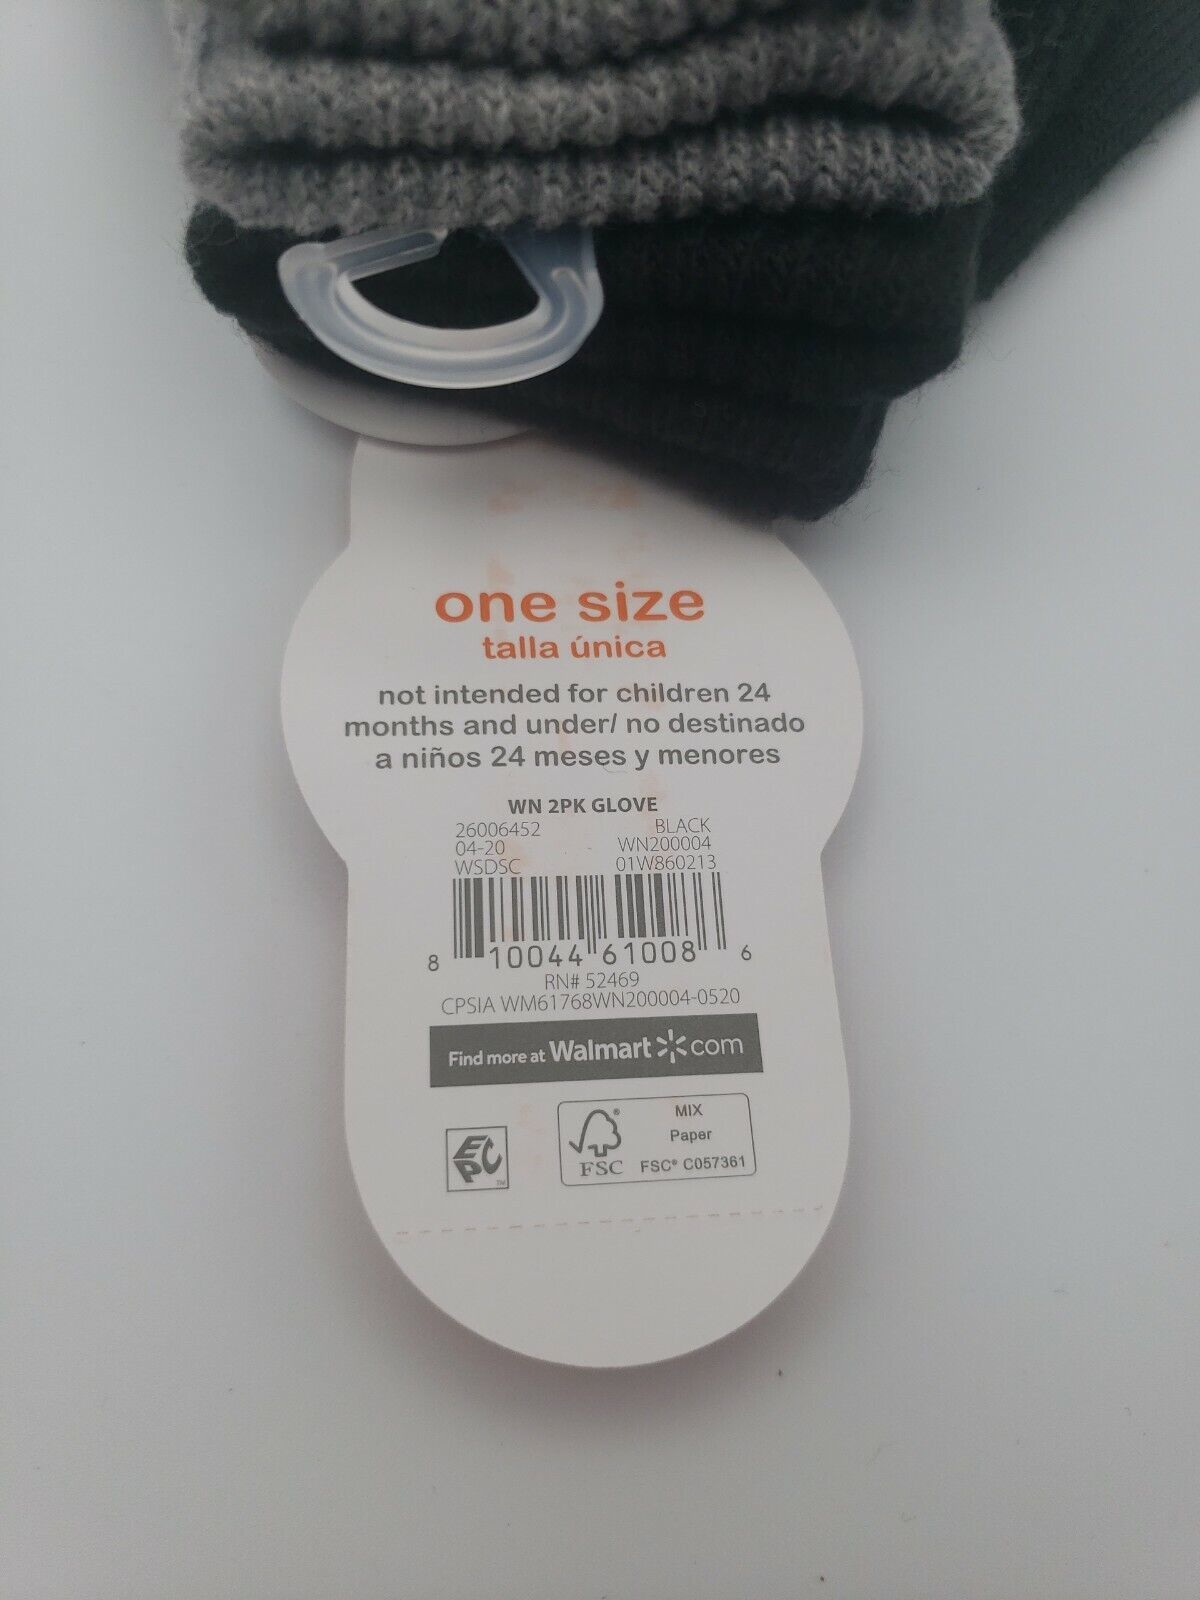 one size
talla única
not intended for children 24
months and under/ no destinado
a niños 24 meses y menores
WN 2PK GLOVE
26006452 BLACK
04-20 WN200004
WSDSC 01W860213
8 10044 61008 6
RN# 52469
CPSIA WM61768WN200004-0520
Find more at Walmart com
EPC TM
FSC® MIX
Paper
FSC® C057361